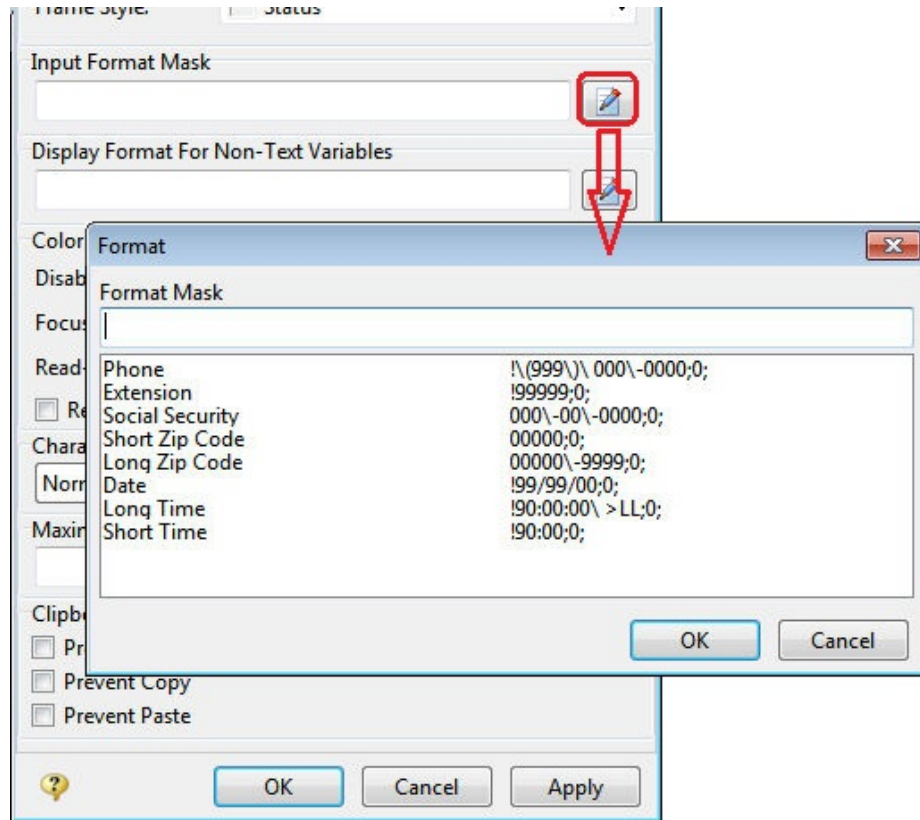 Frame Style: Status
Input Format Mask
Display Format For Non-Text Variables
Color
Format
Disab
Format Mask
Focus
Read-
Phone !\(999\)\ 000\-0000;0;
Extension !99999;0;
Social Security 000\-00\-0000;0;
Short Zip Code 00000;0;
Long Zip Code 00000\-9999;0;
Date !99/99/00;0;
Long Time !90:00:00\ >LL;0;
Short Time !90:00;0;
Re
Chara
Norr
Maxin
Clipb
OK Cancel
Pr
Prevent Copy
Prevent Paste
OK Cancel Apply